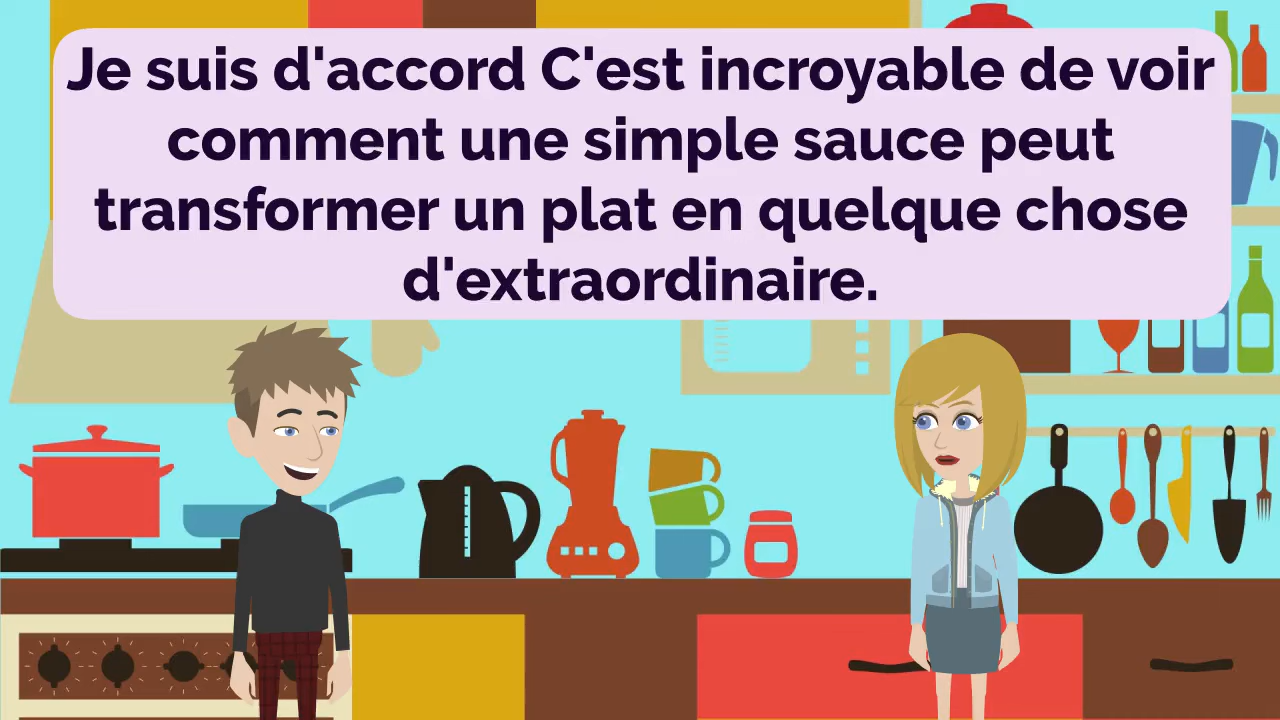 Je suis d'accord C'est incroyable de voir
comment une simple sauce peut
transformer un plat en quelque chose
d'extraordinaire.